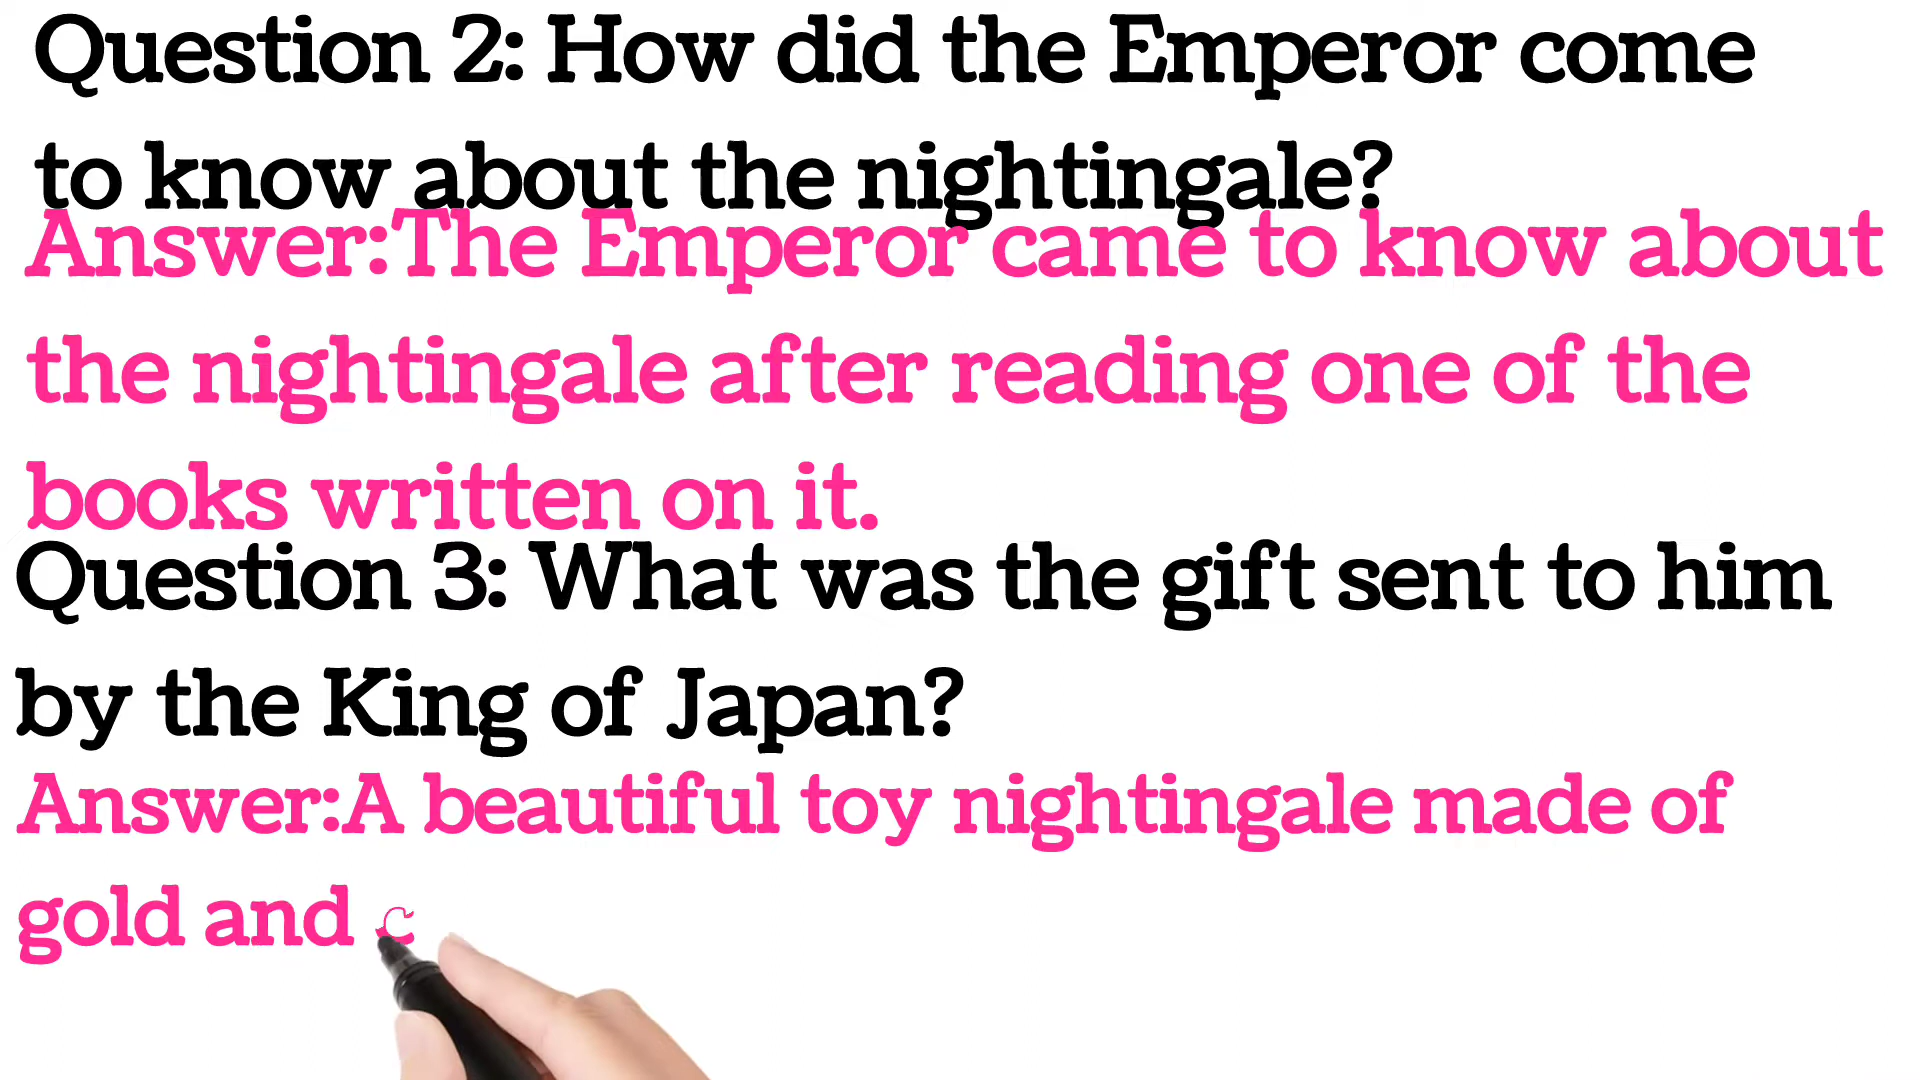 Question 2: How did the Emperor come
to know about the nightingale?
Answer:The Emperor came to know about
the nightingale after reading one of the
books written on it.
Question 3: What was the gift sent to him
by the King of Japan?
Answer:A beautiful toy nightingale made of
gold and